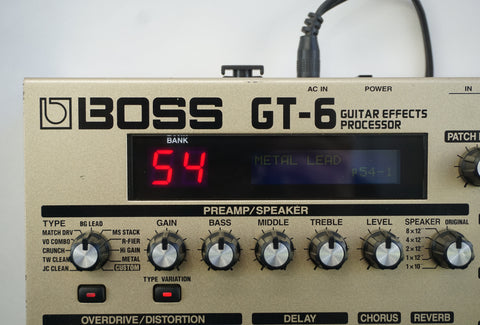 AC IN
POWER
IN
BOSS GT-6 GUITAR EFFECTS
PROCESSOR
BANK
54
METAL LEAD
P54-1
PATCH
PREAMP/SPEAKER
TYPE
BG LEAD
MATCH DRV
MS STACK
VO COMBO
R-FIER
CRUNCH
Hi GAIN
TW CLEAN
METAL
JC CLEAN
CUSTOM
GAIN
BASS
MIDDLE
TREBLE
LEVEL
SPEAKER
ORIGINAL
8 x 12"
4 x 12"
2 x 12"
1 x 12"
1 x 10"
TYPE VARIATION
OVERDRIVE/DISTORTION
DELAY
CHORUS
REVERB